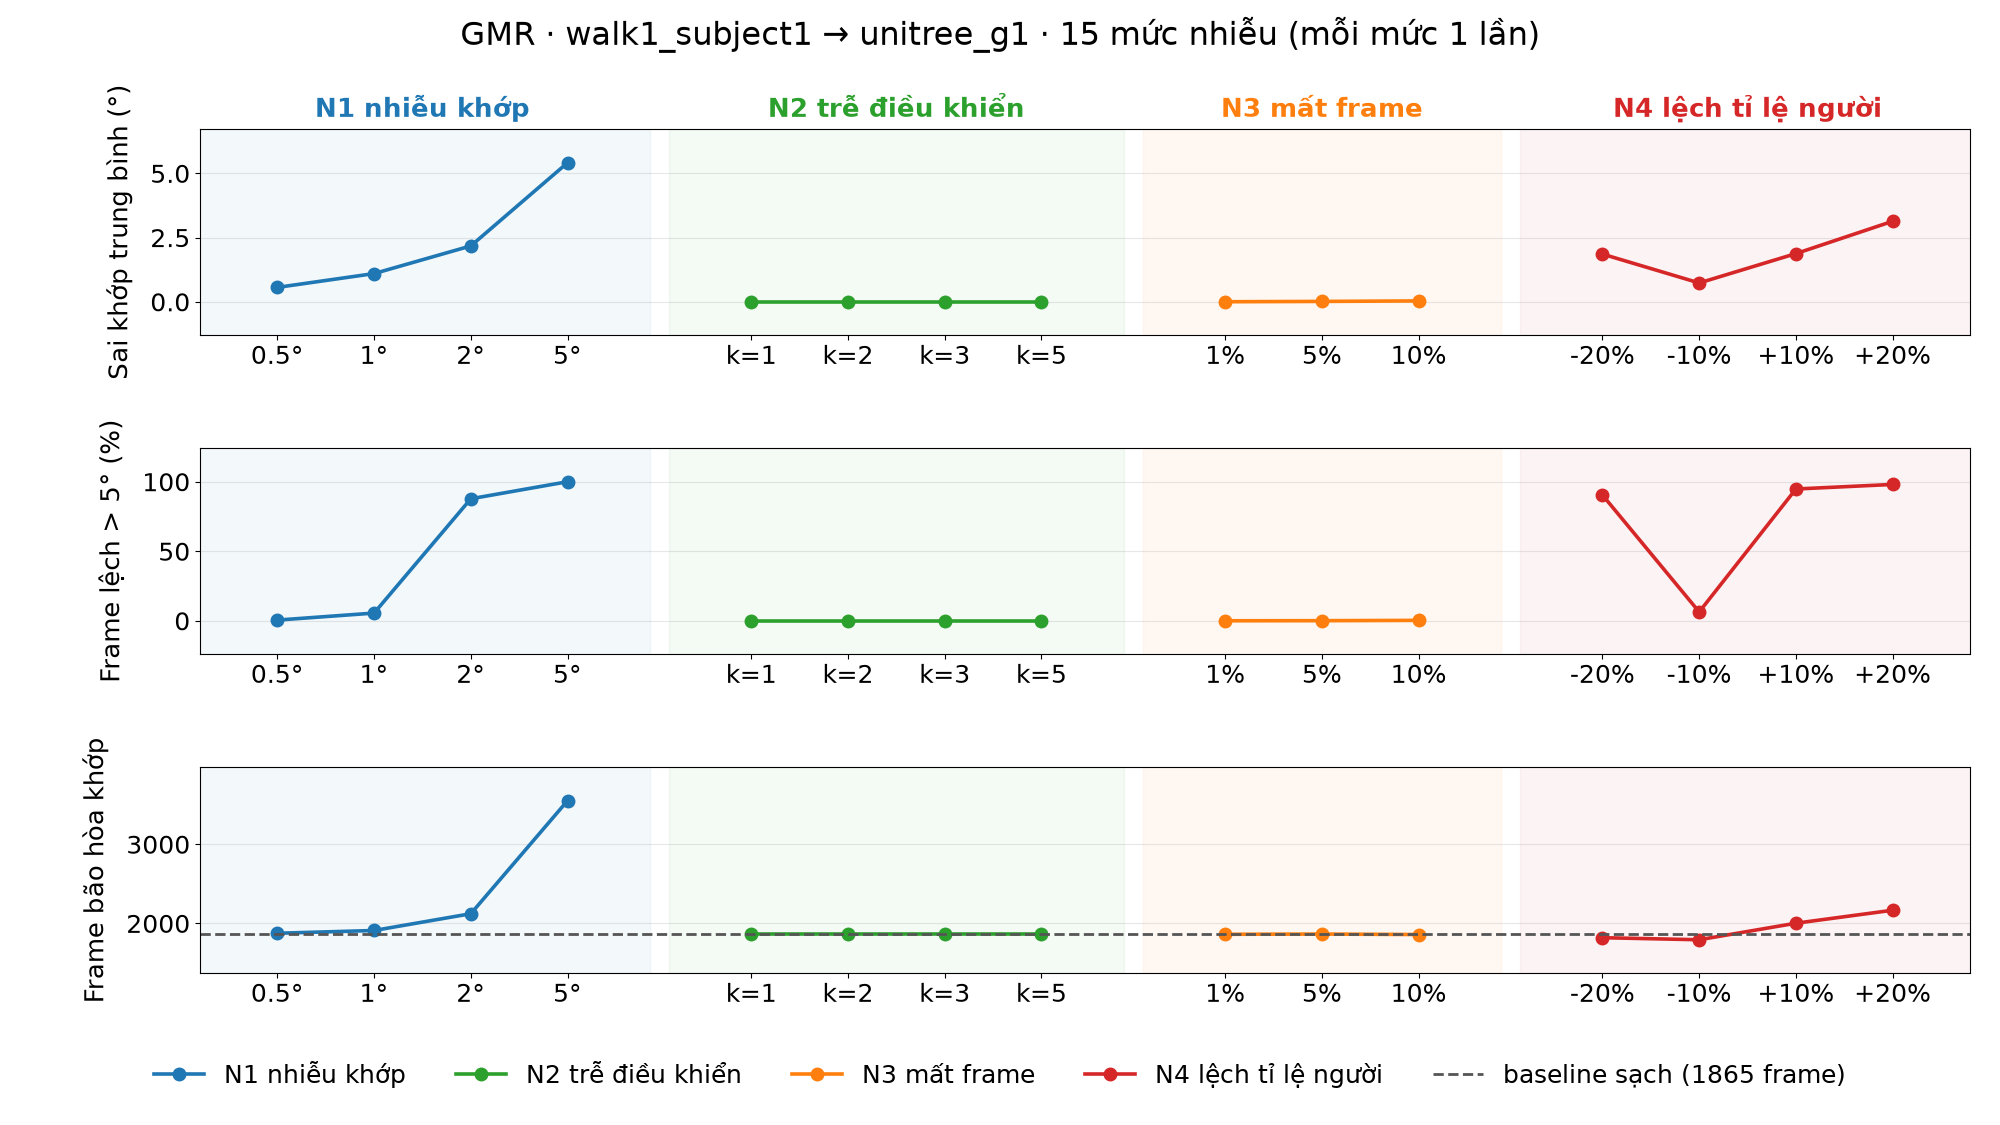 GMR · walk1_subject1 → unitree_g1 · 15 mức nhiễu (mỗi mức 1 lần)
N1 nhiễu khớp
N2 trễ điều khiển
N3 mất frame
N4 lệch tỉ lệ người
Sai khớp trung bình (°)
5.0
2.5
0.0
0.5° 1° 2° 5° k=1 k=2 k=3 k=5 1% 5% 10% -20% -10% +10% +20%
Frame lệch > 5° (%)
100
50
0
0.5° 1° 2° 5° k=1 k=2 k=3 k=5 1% 5% 10% -20% -10% +10% +20%
Frame bão hòa khớp
3000
2000
0.5° 1° 2° 5° k=1 k=2 k=3 k=5 1% 5% 10% -20% -10% +10% +20%
N1 nhiễu khớp
N2 trễ điều khiển
N3 mất frame
N4 lệch tỉ lệ người
baseline sạch (1865 frame)